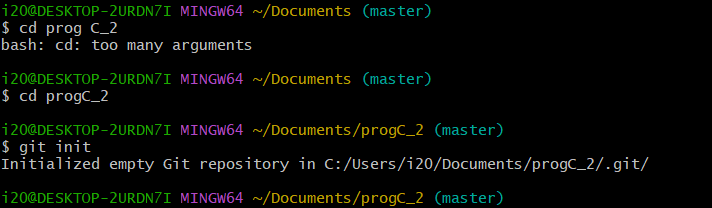 i20@DESKTOP-2URDN7I MINGW64 ~/Documents (master)
$ cd prog C_2
bash: cd: too many arguments
i20@DESKTOP-2URDN7I MINGW64 ~/Documents (master)
$ cd progC_2
i20@DESKTOP-2URDN7I MINGW64 ~/Documents/progC_2 (master)
$ git init
Initialized empty Git repository in C:/Users/i20/Documents/progC_2/.git/
i20@DESKTOP-2URDN7I MINGW64 ~/Documents/progC_2 (master)